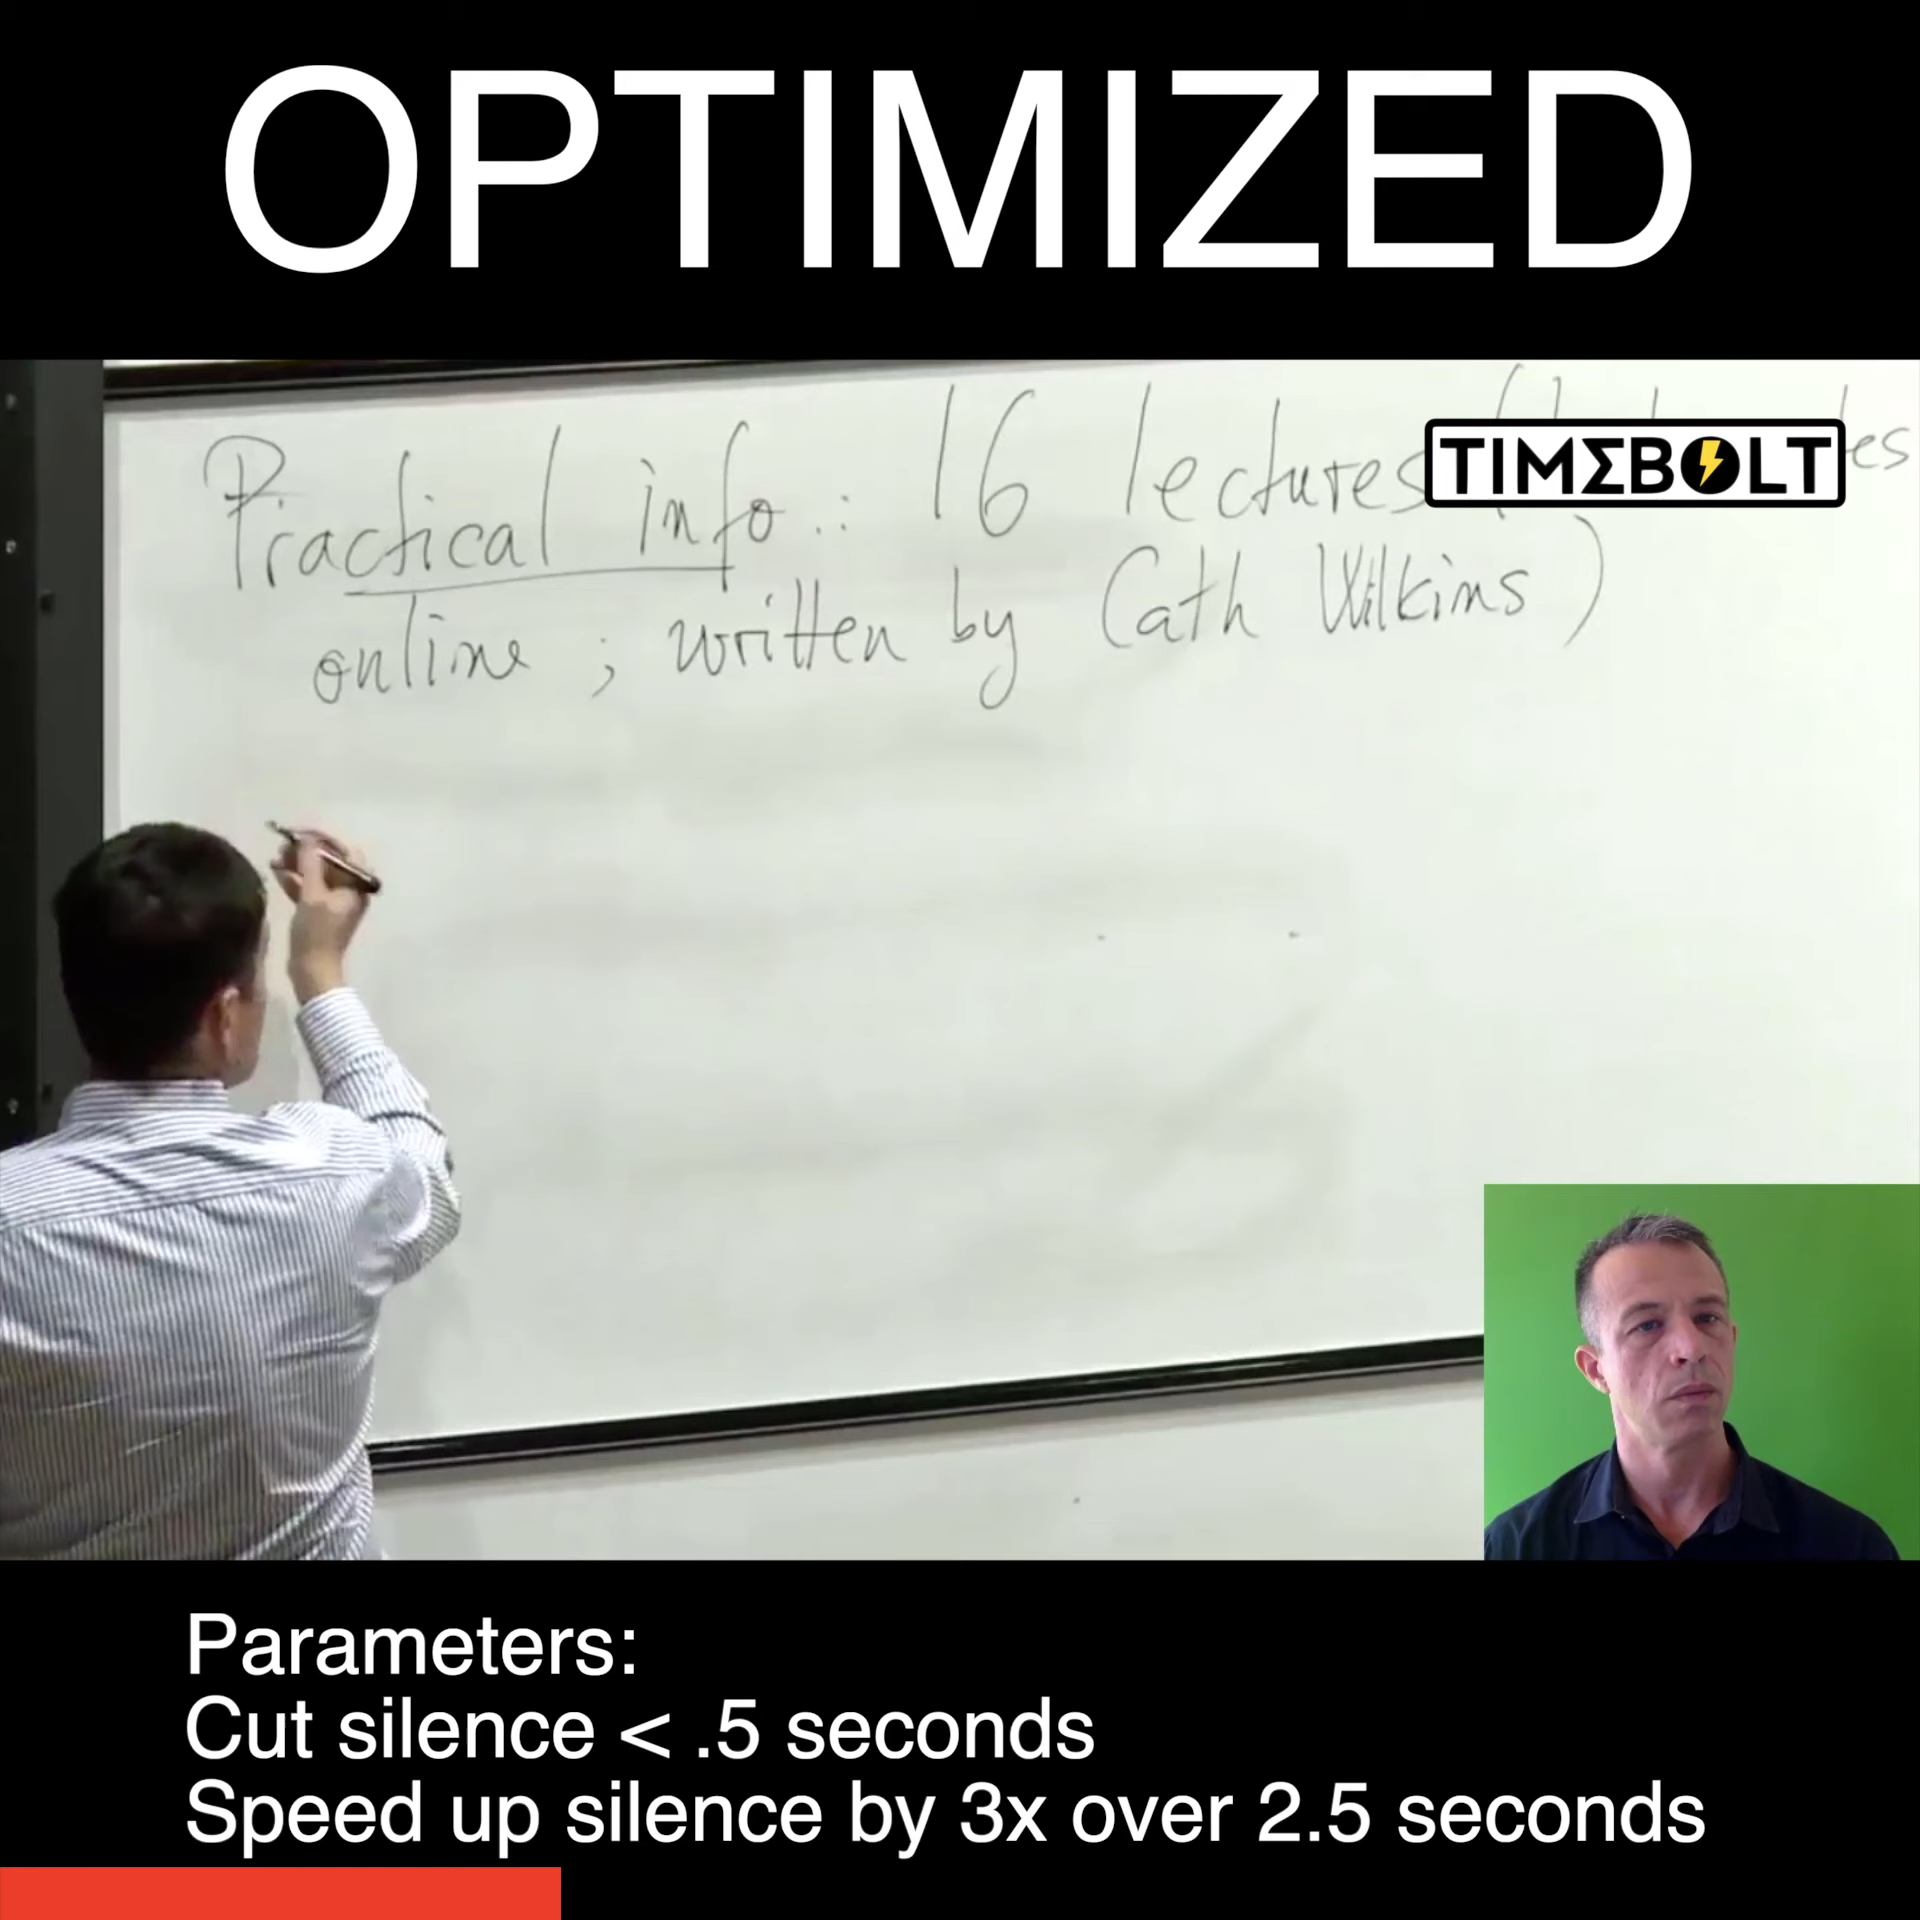 OPTIMIZED
Practical info.: 16 lectures
TIMΣBOLT
online; written by Cath Wilkins)
Parameters:
Cut silence < .5 seconds
Speed up silence by 3x over 2.5 seconds